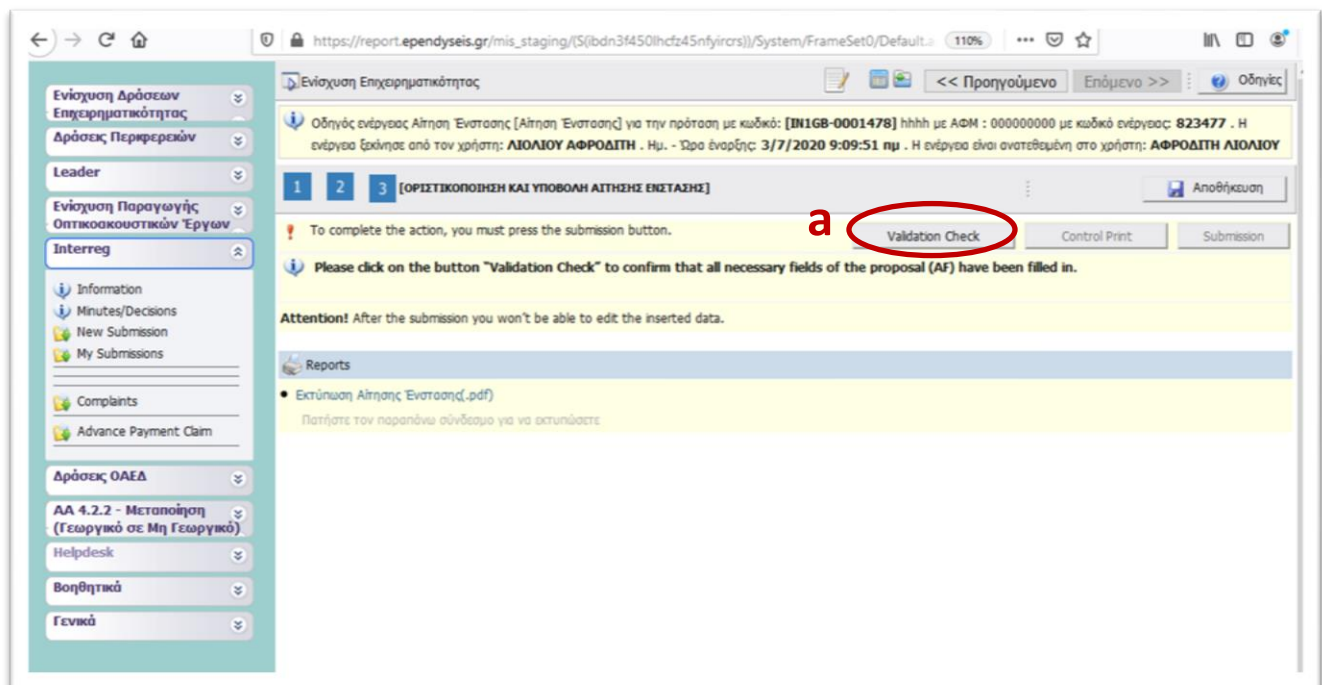 https://report.ependyseis.gr/mis_staging/(S(ibdn3f450lhcfz45nfyircrs))/System/FrameSet0/Default.a 110%
Ενίσχυση Δράσεων
Επιχειρηματικότητας
Δράσεις Περιφερειών
Leader
Ενίσχυση Παραγωγής
Οπτικοακουστικών Έργων
Interreg
Information
Minutes/Decisions
New Submission
My Submissions
Complaints
Advance Payment Claim
Δράσεις ΟΑΕΔ
ΑΑ 4.2.2 - Μεταποίηση
(Γεωργικό σε Μη Γεωργικό)
Helpdesk
Βοηθητικά
Γενικά
Ενίσχυση Επιχειρηματικότητας
<< Προηγούμενο Επόμενο >> Οδηγίες
Οδηγός ενέργειας Αίτηση Ένστασης [Αίτηση Ένστασης] για την πρόταση με κωδικό: [IN1GB-0001478] hhhh με ΑΦΜ : 000000000 με κωδικό ενέργειας: 823477 . Η
ενέργεια ξεκίνησε από τον χρήστη: ΛΙΟΛΙΟΥ ΑΦΡΟΔΙΤΗ . Ημ. - Ώρα έναρξης: 3/7/2020 9:09:51 πμ . Η ενέργεια είναι ανατεθειμένη στο χρήστη: ΑΦΡΟΔΙΤΗ ΛΙΟΛΙΟΥ
1 2 3 [ΟΡΙΣΤΙΚΟΠΟΙΗΣΗ ΚΑΙ ΥΠΟΒΟΛΗ ΑΙΤΗΣΗΣ ΕΝΣΤΑΣΗΣ] Αποθήκευση
! To complete the action, you must press the submission button. a Validation Check Control Print Submission
Please click on the button "Validation Check" to confirm that all necessary fields of the proposal (AF) have been filled in.
Attention! After the submission you won't be able to edit the inserted data.
Reports
• Εκτύπωση Αίτησης Ένστασης(.pdf)
Πατήστε τον παραπάνω σύνδεσμο για να εκτυπώσετε